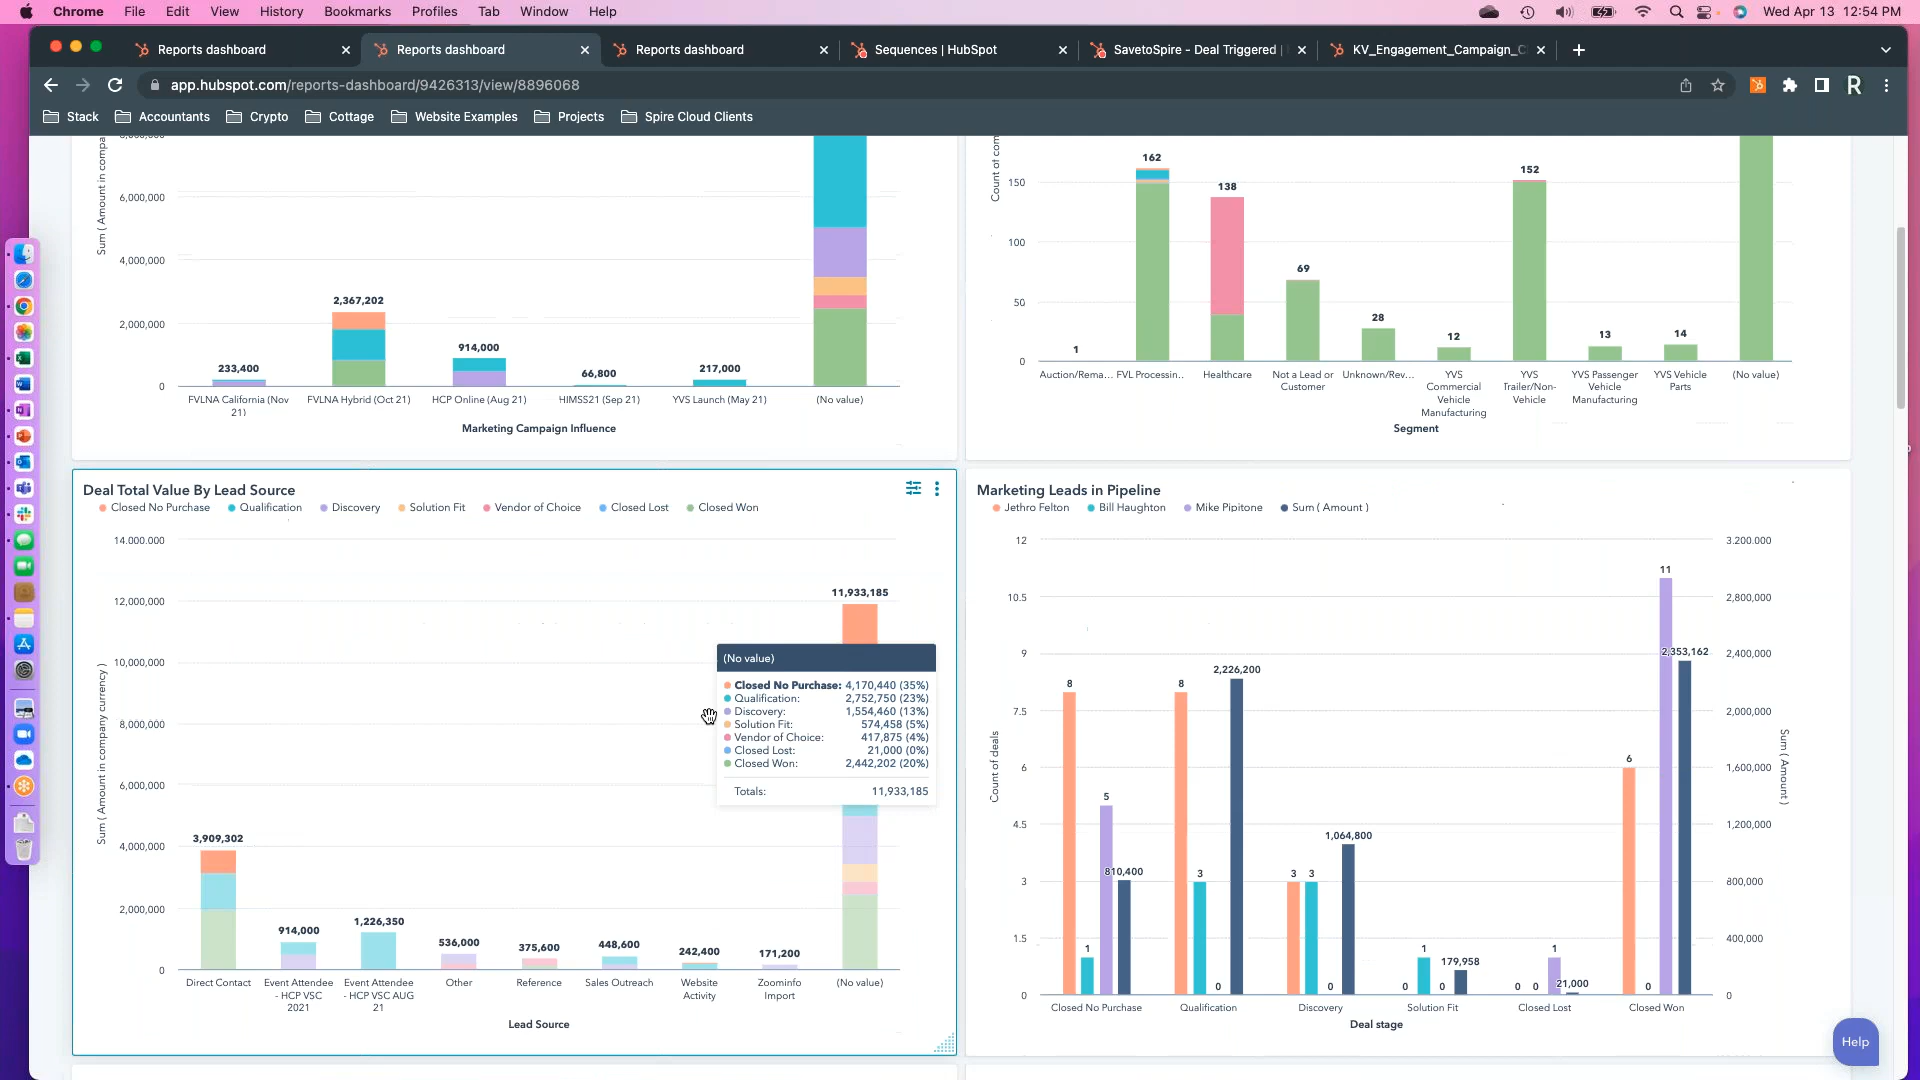 Chrome File Edit View History Bookmarks Profiles Tab Window Help
Wed Apr 13 12:54 PM
Reports dashboard
Reports dashboard
Reports dashboard
Sequences | HubSpot
SavetoSpire - Deal Triggered |
KV_Engagement_Campaign_C
app.hubspot.com/reports-dashboard/9426313/view/8896068
R
Stack Accountants Crypto Cottage Website Examples Projects Spire Cloud Clients
Sum ( Amount in compa
6,000,000
4,000,000
2,000,000
0
233,400
2,367,202
914,000
66,800
217,000
FVLNA California (Nov 21)
FVLNA Hybrid (Oct 21)
HCP Online (Aug 21)
HIMSS21 (Sep 21)
YVS Launch (May 21)
(No value)
Marketing Campaign Influence
Count of com
150
100
50
0
1
162
138
69
28
12
152
13
14
Auction/Rema...
FVL Processin..
Healthcare
Not a Lead or Customer
Unknown/Rev...
YVS Commercial Vehicle Manufacturing
YVS Trailer/Non-Vehicle
YVS Passenger Vehicle Manufacturing
YVS Vehicle Parts
(No value)
Segment
Deal Total Value By Lead Source
Closed No Purchase Qualification Discovery Solution Fit Vendor of Choice Closed Lost Closed Won
Sum ( Amount in company currency )
14.000.000
12,000,000
10,000,000
8,000,000
6,000,000
4,000,000
2,000,000
0
3,909,302
914,000
1,226,350
536,000
375,600
448,600
242,400
171,200
11,933,185
(No value)
Closed No Purchase: 4,170,440 (35%)
Qualification: 2,752,750 (23%)
Discovery: 1,554,460 (13%)
Solution Fit: 574,458 (5%)
Vendor of Choice: 417,875 (4%)
Closed Lost: 21,000 (0%)
Closed Won: 2,442,202 (20%)
Totals: 11,933,185
Direct Contact
Event Attendee - HCP VSC 2021
Event Attendee - HCP VSC AUG 21
Other
Reference
Sales Outreach
Website Activity
Zoominfo Import
(No value)
Lead Source
Marketing Leads in Pipeline
Jethro Felton Bill Haughton Mike Pipitone Sum ( Amount )
Count of deals
12
10.5
9
7.5
6
4.5
3
1.5
0
3.200.000
2,800,000
2,400,000
2,000,000
1,600,000
1,200,000
800,000
400,000
0
Sum ( Amount )
8
1
5
810,400
8
3
0
2,226,200
3
3
0
1,064,800
0
1
0
179,958
0
0
1
21,000
6
0
11
2,353,162
Closed No Purchase
Qualification
Discovery
Solution Fit
Closed Lost
Closed Won
Deal stage
Help